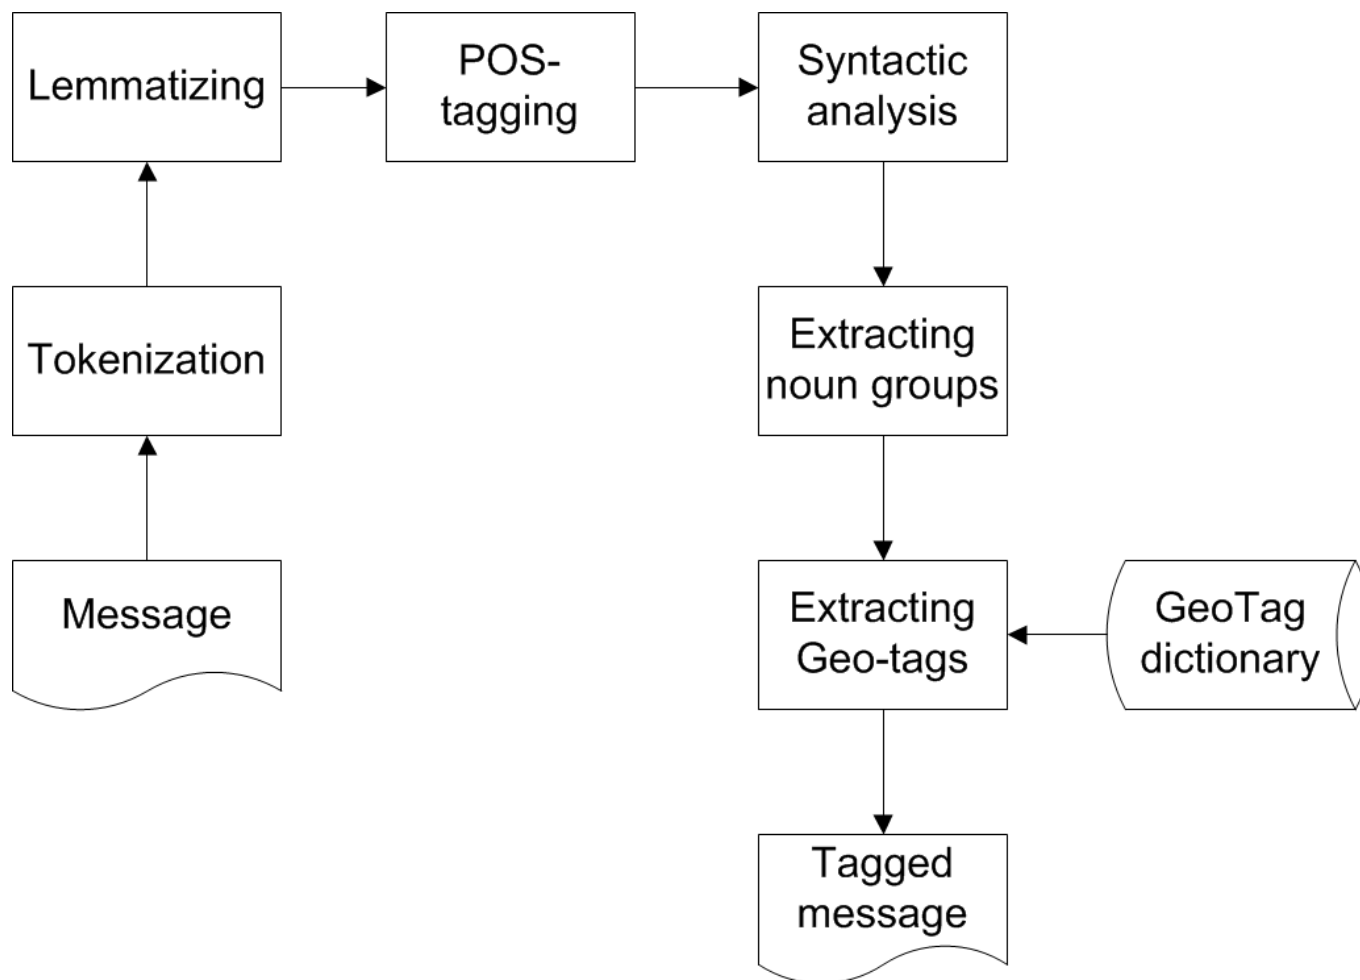 Lemmatizing
POS-
tagging
Syntactic
analysis
Tokenization
Extracting
noun groups
Message
Extracting
Geo-tags
GeoTag
dictionary
Tagged
message